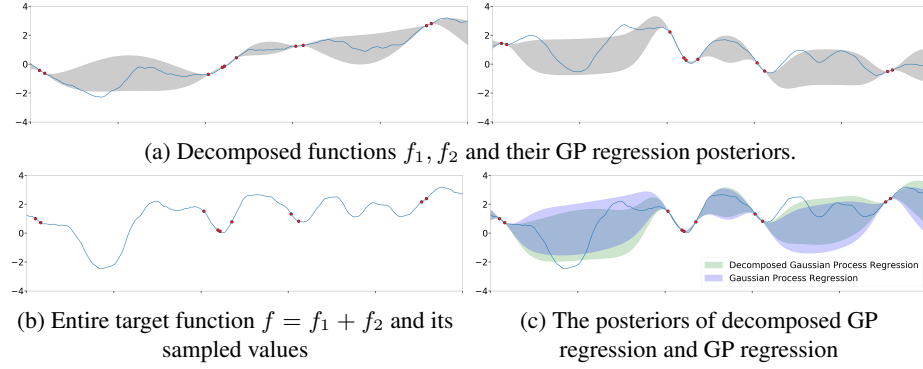 4
2
0
−2
−4
4
2
0
−2
−4
(a) Decomposed functions f₁, f₂ and their GP regression posteriors.
4
2
0
−2
−4
4
2
0
−2
−4
Decomposed Gaussian Process Regression
Gaussian Process Regression
(b) Entire target function f = f₁ + f₂ and its
sampled values
(c) The posteriors of decomposed GP
regression and GP regression